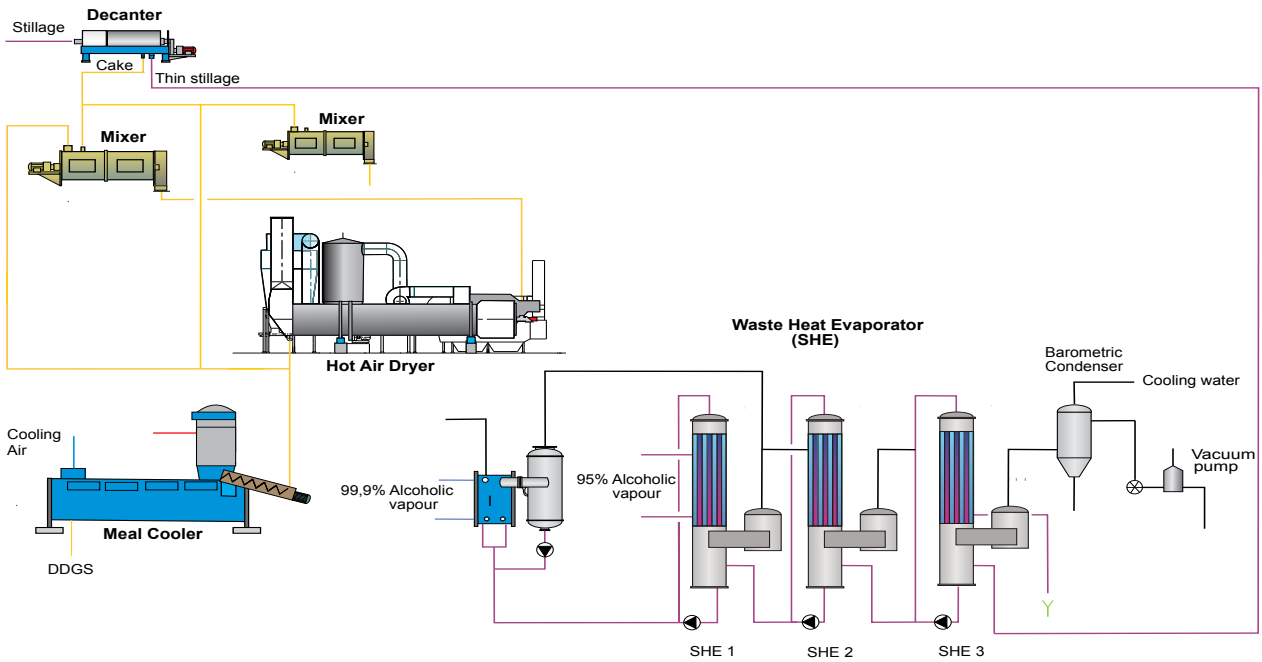 Decanter
Stillage
Cake
Thin stillage
Mixer
Mixer
Hot Air Dryer
Waste Heat Evaporator
(SHE)
Barometric
Condenser
Cooling water
Cooling
Air
99,9% Alcoholic
vapour
95% Alcoholic
vapour
Vacuum
pump
Meal Cooler
DDGS
Y
SHE 1
SHE 2
SHE 3